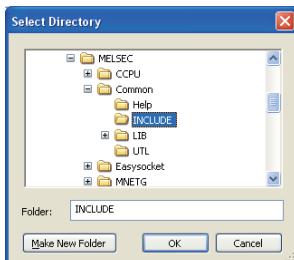 Select Directory
MELSEC
CCPU
Common
Help
INCLUDE
LIB
UTL
Easysocket
MNETG
Folder: INCLUDE
Make New Folder OK Cancel